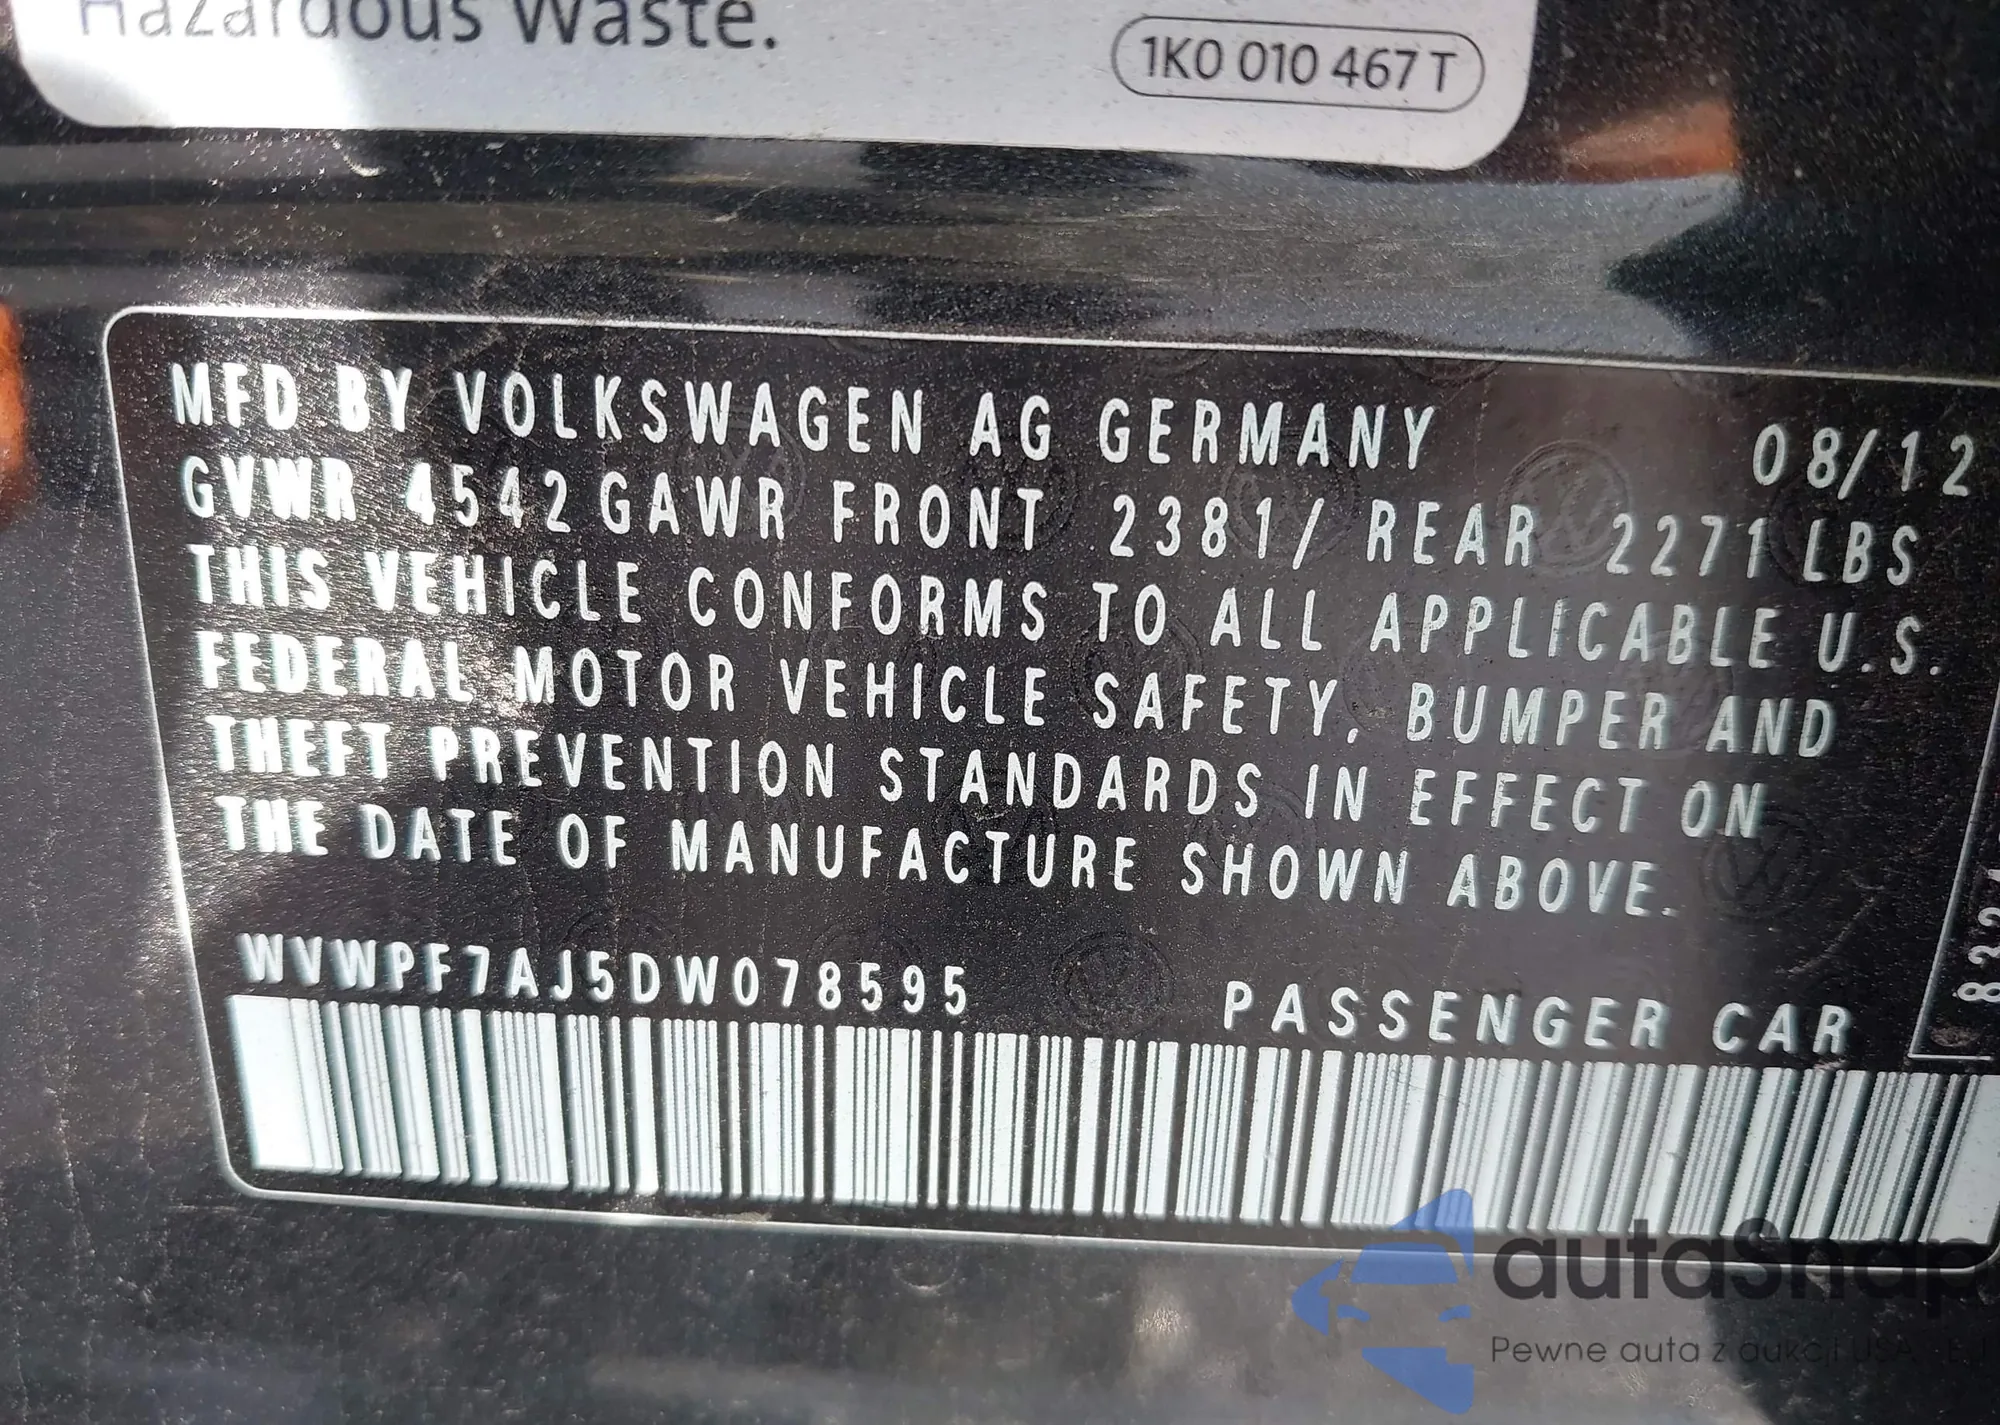 Hazardous Waste.
1K0 010 467 T
MFD BY VOLKSWAGEN AG GERMANY 08/12
GVWR 4542 GAWR FRONT 2381/ REAR 2271 LBS
THIS VEHICLE CONFORMS TO ALL APPLICABLE U.S.
FEDERAL MOTOR VEHICLE SAFETY, BUMPER AND
THEFT PREVENTION STANDARDS IN EFFECT ON
THE DATE OF MANUFACTURE SHOWN ABOVE.
WVWPF7AJ5DW078595
PASSENGER CAR
autaSnap
Pewne auta z aukcji USA